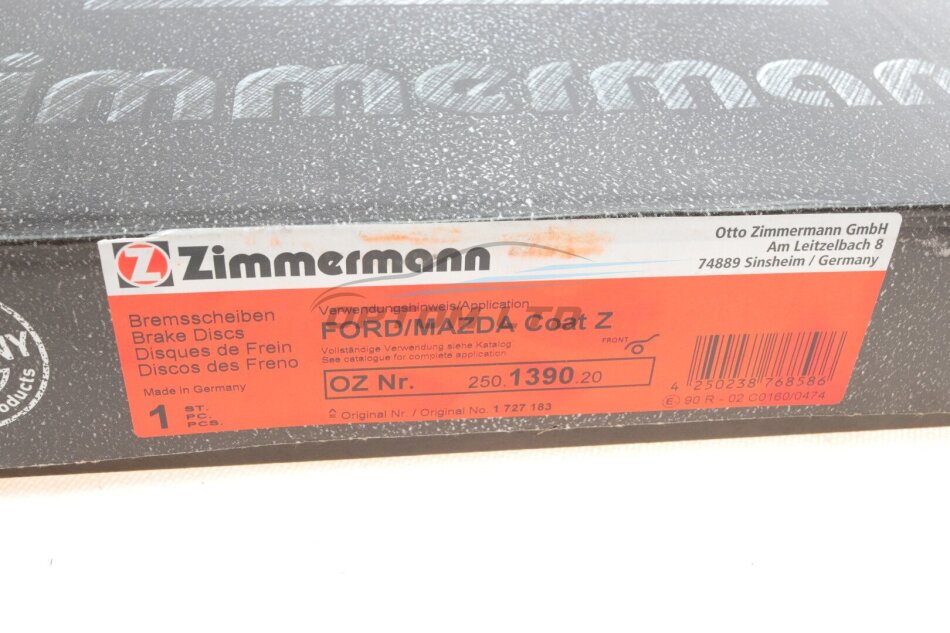 Zimmermann
Z Zimmermann
Otto Zimmermann GmbH
Am Leitzelbach 8
74889 Sinsheim / Germany
Bremsscheiben
Brake Discs
Disques de Frein
Discos des Freno
Made in Germany
1 ST.
PC.
PCS.
Verwendungshinweis/Application
FORD/MAZDA Coat Z
Vollständige Verwendung siehe Katalog
See catalogue for complete application
FRONT
OZ Nr. 250.1390.20
≙ Original Nr / Original No. 1 727 183
4 250238 768586
E1 90 R - 02 C0160/0474
NY
Products